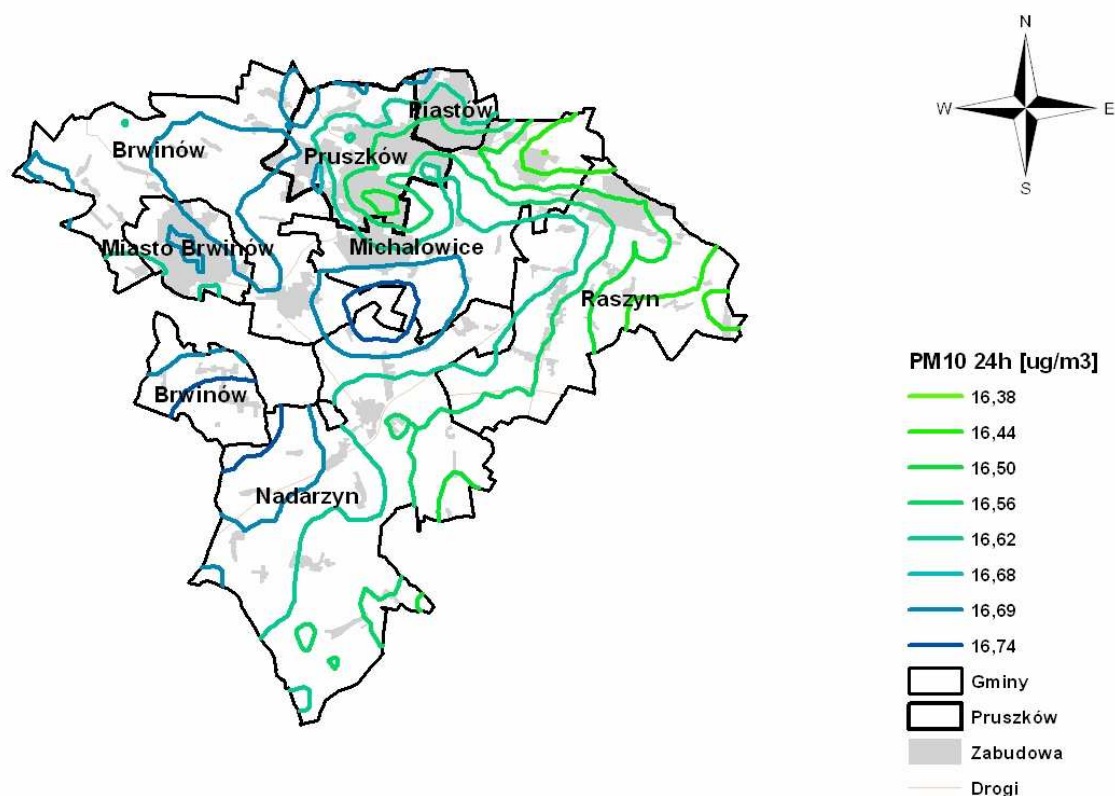 N
W
E
S
Piastów
Brwinów
Pruszków
Miasto Brwinów
Michalowice
Raszyn
Brwinów
Nadarzyn
PM10 24h [ug/m3]
16,38
16,44
16,50
16,56
16,62
16,68
16,69
16,74
Gminy
Pruszków
Zabudowa
Drogi